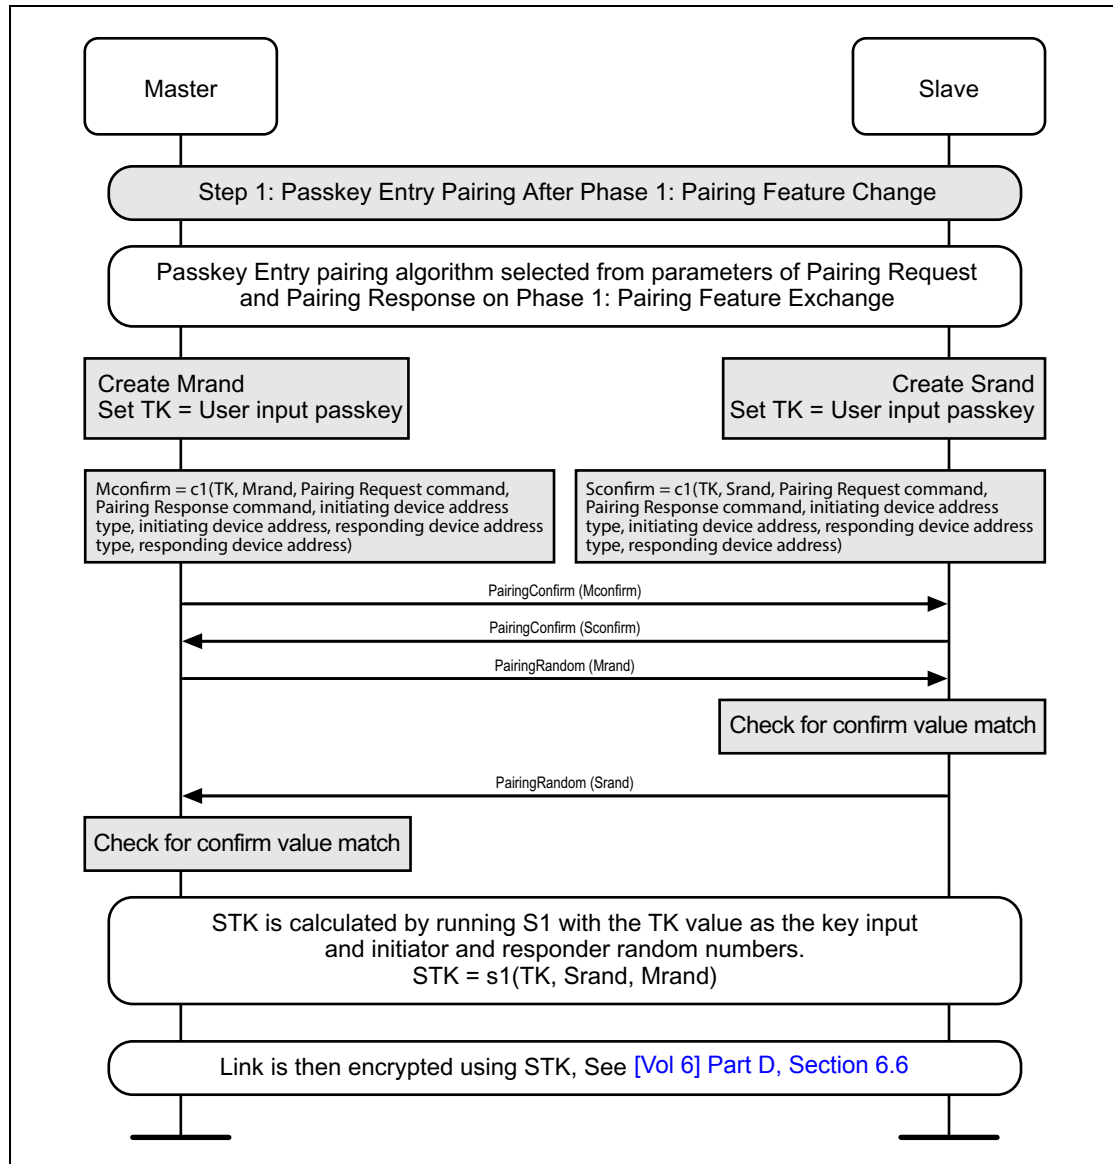 Master
Slave
Step 1: Passkey Entry Pairing After Phase 1: Pairing Feature Change
Passkey Entry pairing algorithm selected from parameters of Pairing Request
and Pairing Response on Phase 1: Pairing Feature Exchange
Create Mrand
Set TK = User input passkey
Create Srand
Set TK = User input passkey
Mconfirm = c1(TK, Mrand, Pairing Request command,
Pairing Response command, initiating device address
type, initiating device address, responding device address
type, responding device address)
Sconfirm = c1(TK, Srand, Pairing Request command,
Pairing Response command, initiating device address
type, initiating device address, responding device address
type, responding device address)
PairingConfirm (Mconfirm)
PairingConfirm (Sconfirm)
PairingRandom (Mrand)
Check for confirm value match
PairingRandom (Srand)
Check for confirm value match
STK is calculated by running S1 with the TK value as the key input
and initiator and responder random numbers.
STK = s1(TK, Srand, Mrand)
Link is then encrypted using STK, See [Vol 6] Part D, Section 6.6